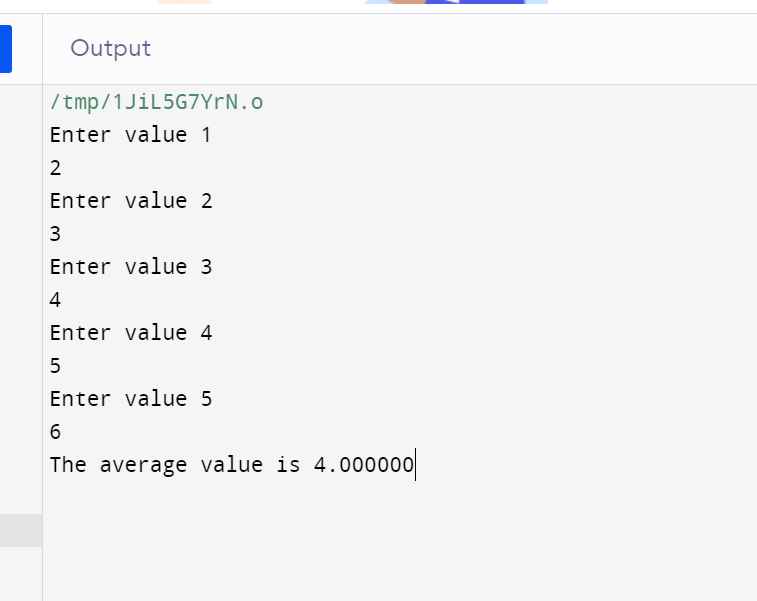 Output
/tmp/1JiL5G7YrN.o
Enter value 1
2
Enter value 2
3
Enter value 3
4
Enter value 4
5
Enter value 5
6
The average value is 4.000000